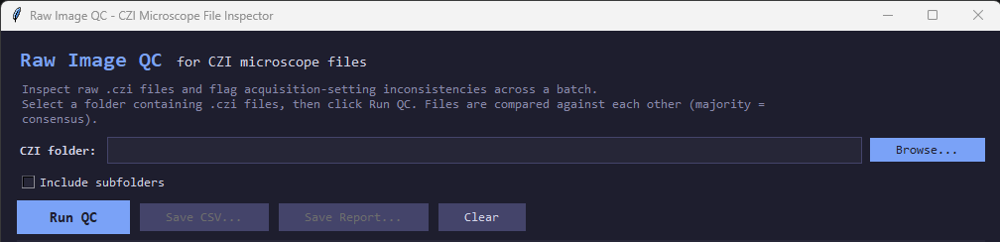 Raw Image QC - CZI Microscope File Inspector
Raw Image QC for CZI microscope files
Inspect raw .czi files and flag acquisition-setting inconsistencies across a batch.
Select a folder containing .czi files, then click Run QC. Files are compared against each other (majority =
consensus).
CZI folder: Browse...
Include subfolders
Run QC Save CSV... Save Report... Clear